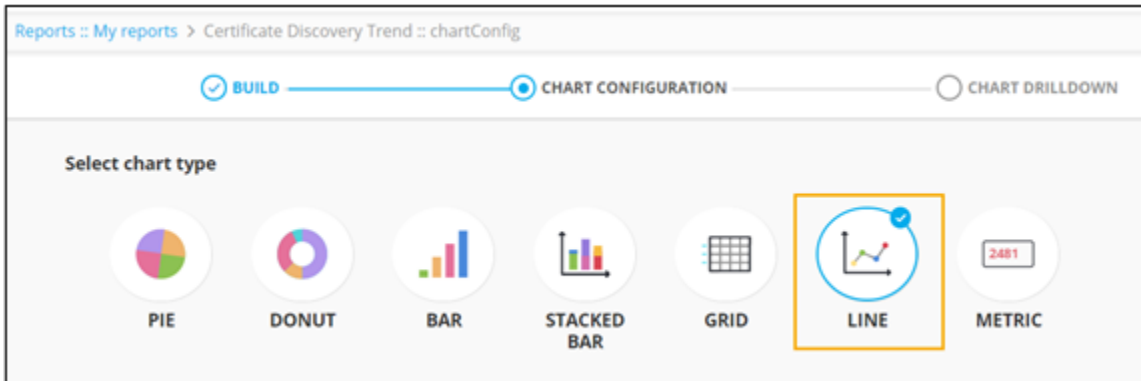 Reports :: My reports > Certificate Discovery Trend :: chartConfig
BUILD
CHART CONFIGURATION
CHART DRILLDOWN
Select chart type
2481
PIE
DONUT
BAR
STACKED
BAR
GRID
LINE
METRIC